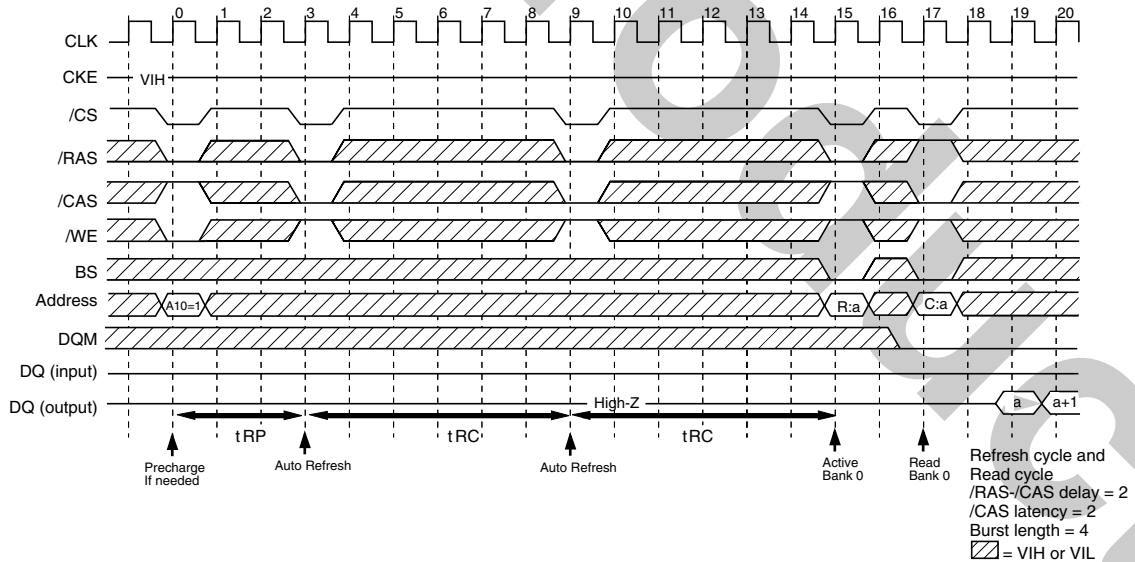 0 1 2 3 4 5 6 7 8 9 10 11 12 13 14 15 16 17 18 19 20
CLK
CKE VIH
/CS
/RAS
/CAS
/WE
BS
Address A10=1 R:a C:a
DQM
DQ (input)
DQ (output) High-Z a a+1
tRP tRC tRC
Precharge
If needed
Auto Refresh
Auto Refresh
Active
Bank 0
Read
Bank 0
Refresh cycle and
Read cycle
/RAS-/CAS delay = 2
/CAS latency = 2
Burst length = 4
= VIH or VIL